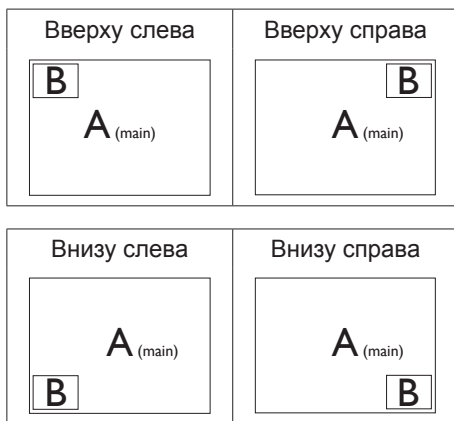 Вверху слева Вверху справа
B B
A (main) A (main)
Внизу слева Внизу справа
A (main) A (main)
B B